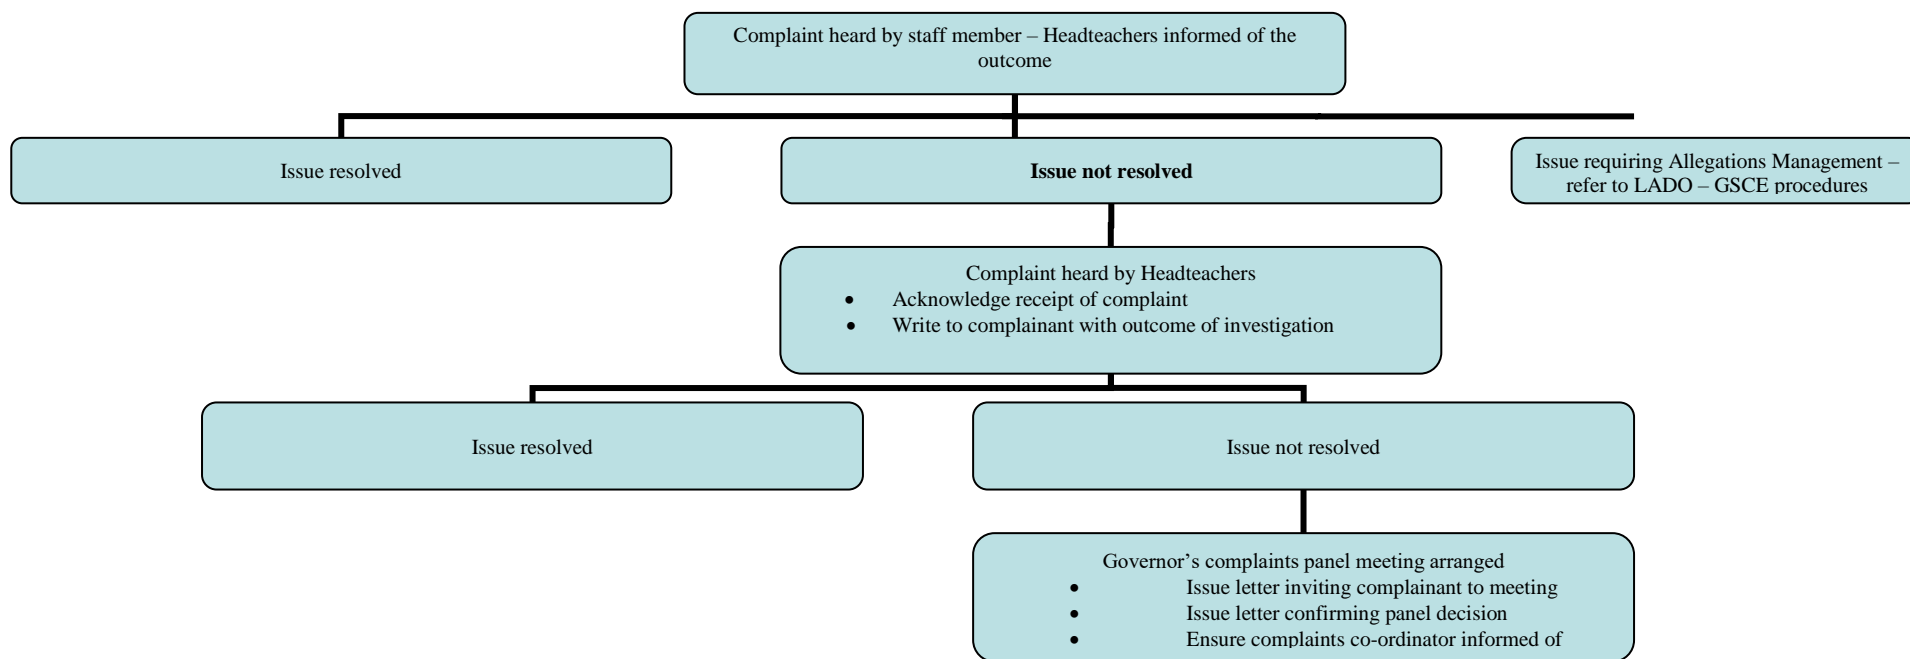 Complaint heard by staff member – Headteachers informed of the
outcome
Issue resolved
Issue not resolved
Issue requiring Allegations Management –
refer to LADO – GSCE procedures
Complaint heard by Headteachers
• Acknowledge receipt of complaint
• Write to complainant with outcome of investigation
Issue resolved
Issue not resolved
Governor’s complaints panel meeting arranged
• Issue letter inviting complainant to meeting
• Issue letter confirming panel decision
• Ensure complaints co-ordinator informed of